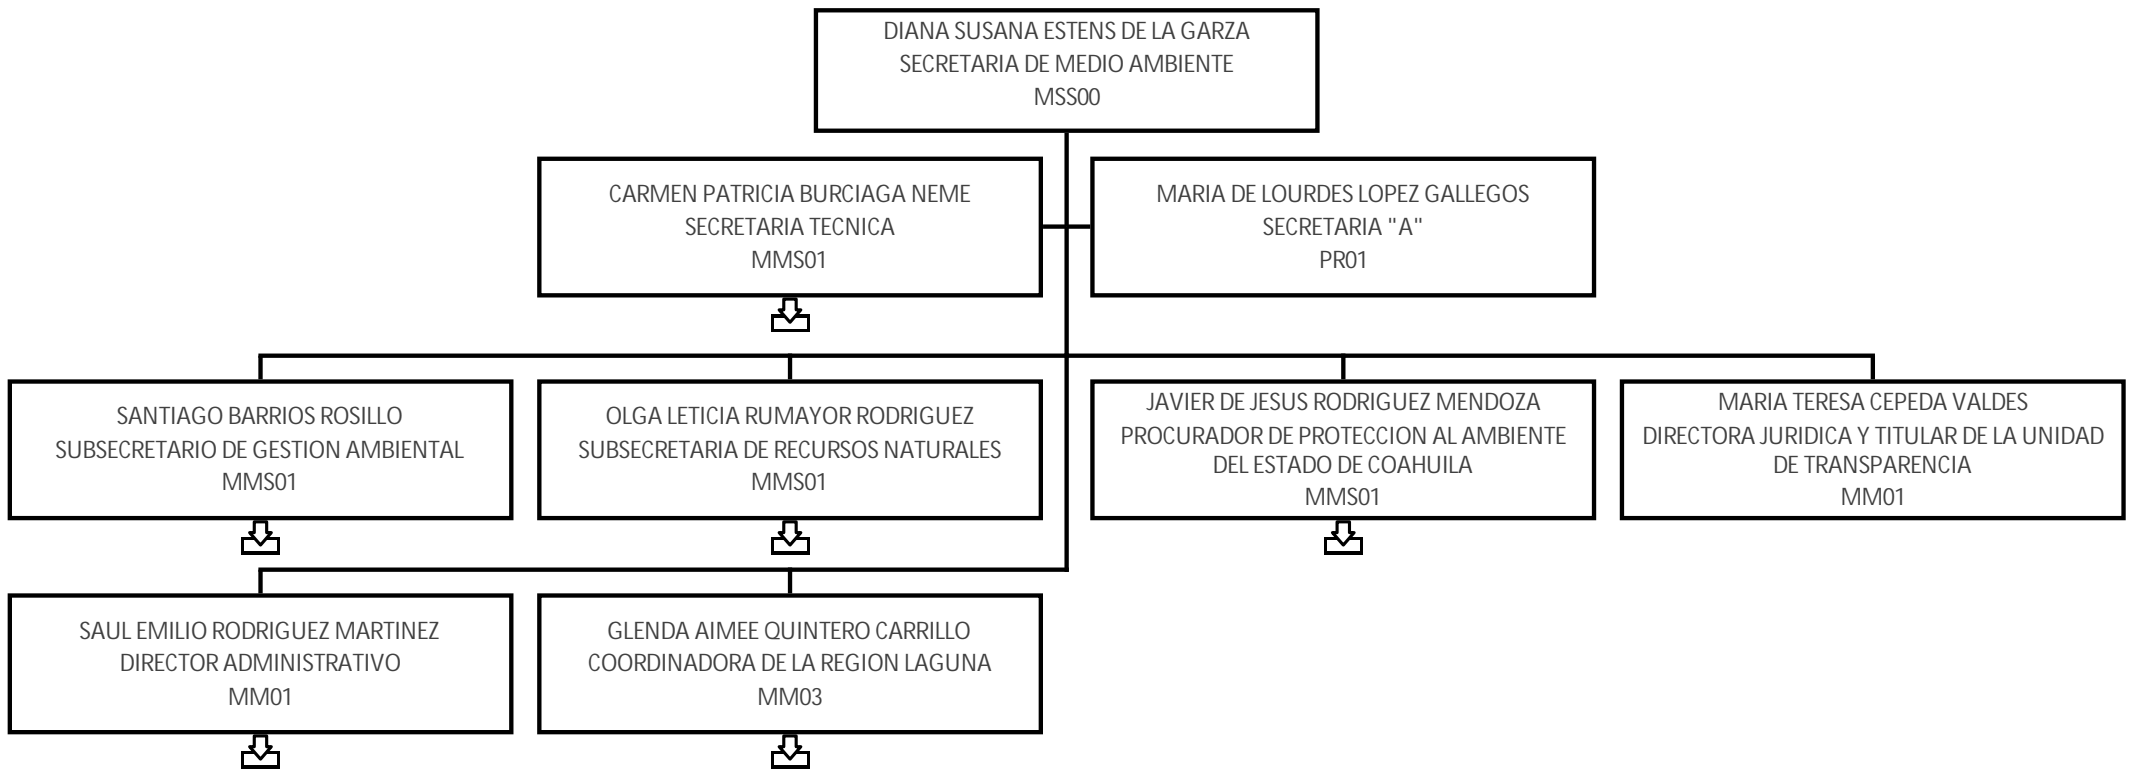 DIANA SUSANA ESTENS DE LA GARZA
SECRETARIA DE MEDIO AMBIENTE
MSS00
CARMEN PATRICIA BURCIAGA NEME
SECRETARIA TECNICA
MMS01
MARIA DE LOURDES LOPEZ GALLEGOS
SECRETARIA "A"
PR01
SANTIAGO BARRIOS ROSILLO
SUBSECRETARIO DE GESTION AMBIENTAL
MMS01
OLGA LETICIA RUMAYOR RODRIGUEZ
SUBSECRETARIA DE RECURSOS NATURALES
MMS01
JAVIER DE JESUS RODRIGUEZ MENDOZA
PROCURADOR DE PROTECCION AL AMBIENTE
DEL ESTADO DE COAHUILA
MMS01
MARIA TERESA CEPEDA VALDES
DIRECTORA JURIDICA Y TITULAR DE LA UNIDAD
DE TRANSPARENCIA
MM01
SAUL EMILIO RODRIGUEZ MARTINEZ
DIRECTOR ADMINISTRATIVO
MM01
GLENDA AIMEE QUINTERO CARRILLO
COORDINADORA DE LA REGION LAGUNA
MM03